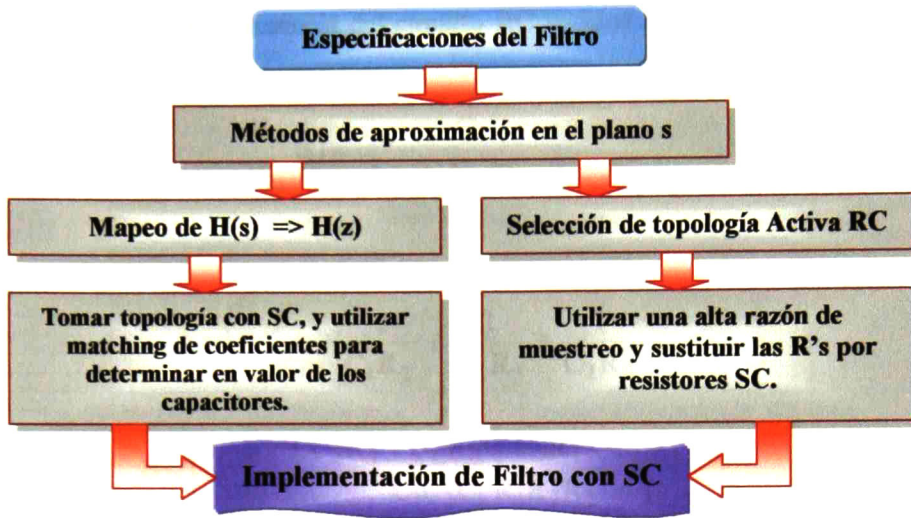 Especificaciones del Filtro
Métodos de aproximación en el plano s
Mapeo de H(s) => H(z)
Selección de topología Activa RC
Tomar topología con SC, y utilizar
matching de coeficientes para
determinar en valor de los
capacitores.
Utilizar una alta razón de
muestreo y sustituir las R's por
resistores SC.
Implementación de Filtro con SC